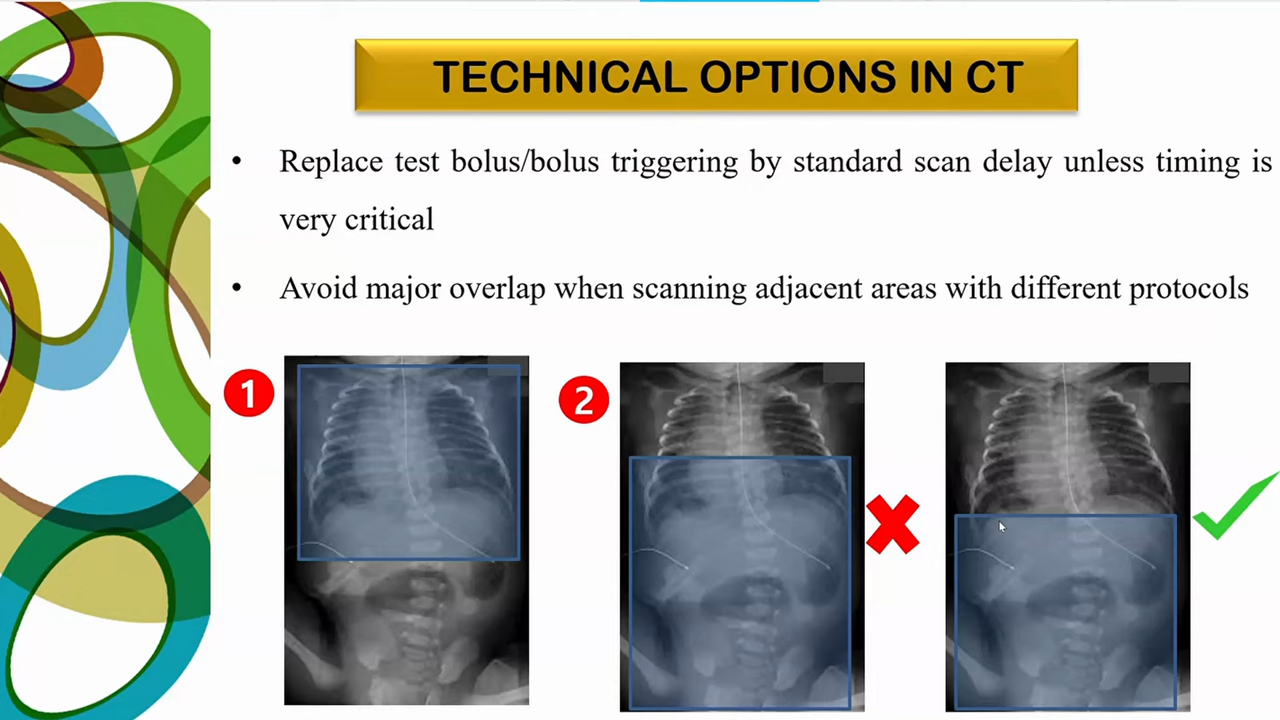 TECHNICAL OPTIONS IN CT
• Replace test bolus/bolus triggering by standard scan delay unless timing is
very critical
• Avoid major overlap when scanning adjacent areas with different protocols
1
2